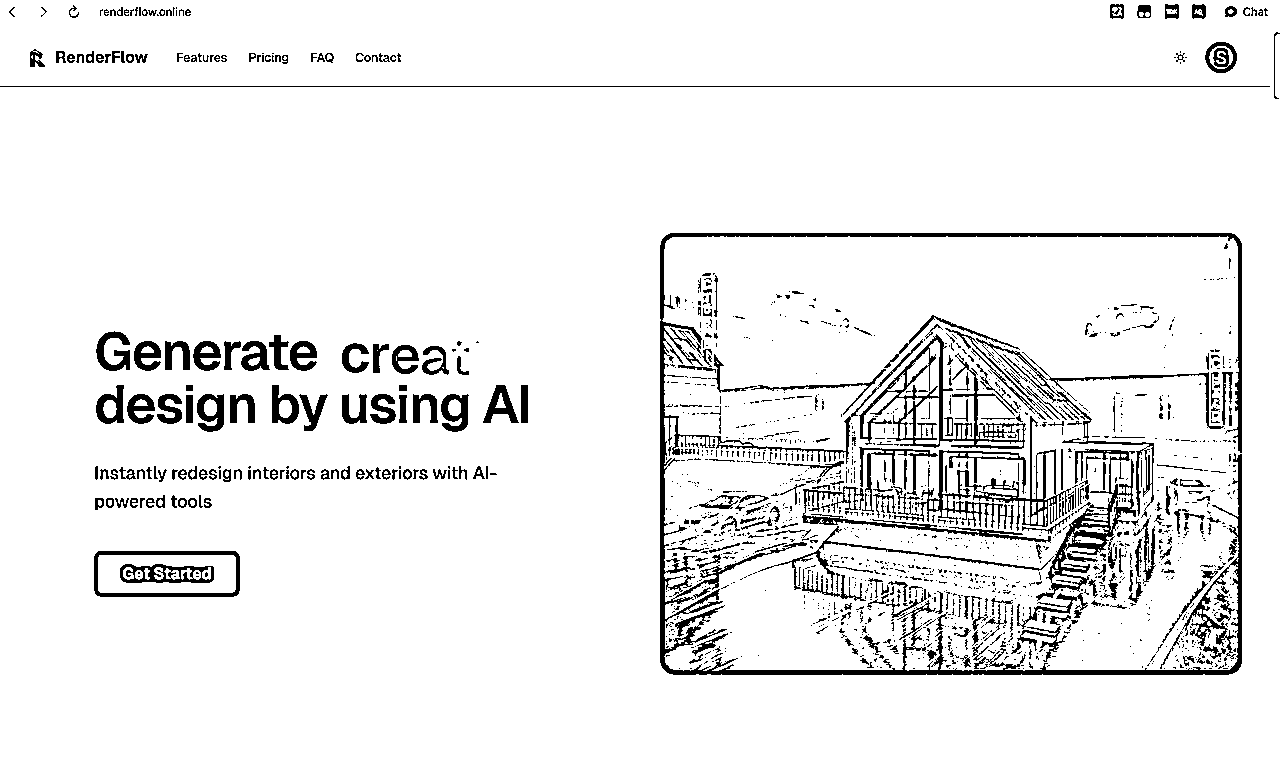 renderflow.online
Chat
RenderFlow
Features
Pricing
FAQ
Contact
S
Generate
design by using AI
Instantly redesign interiors and exteriors with AI-
powered tools
Get Started